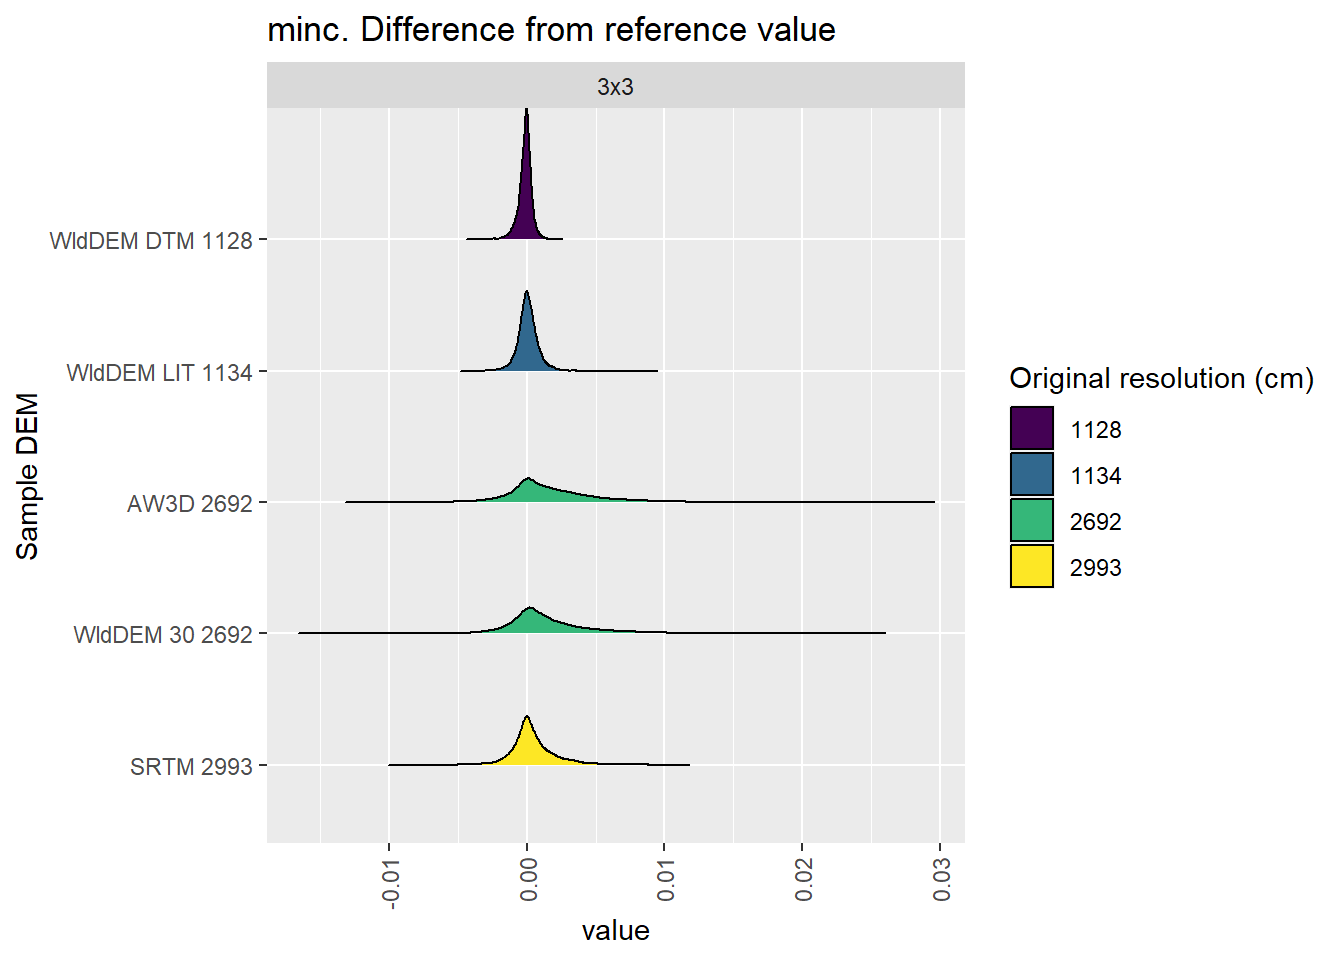 minc. Difference from reference value
3x3
WldDEM DTM 1128
WldDEM LIT 1134
AW3D 2692
WldDEM 30 2692
SRTM 2993
Sample DEM
-0.01
0.00
0.01
0.02
0.03
value
Original resolution (cm)
1128
1134
2692
2993